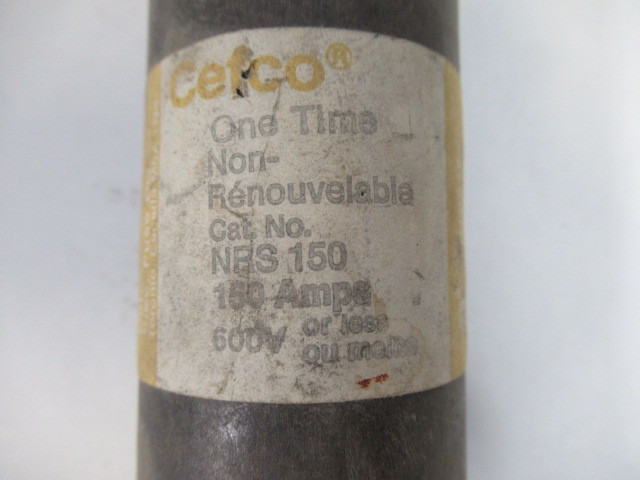 Cefco®
One Time
Non-
Rénouvelable
Cat. No.
NRS 150
150 Amps
600V or less
ou moins